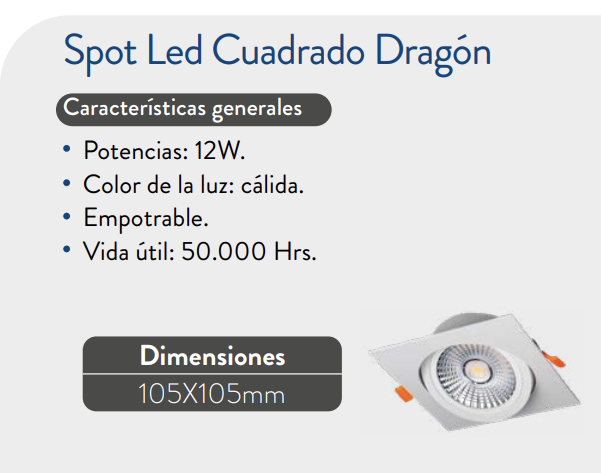 Spot Led Cuadrado Dragón
Características generales
• Potencias: 12W.
• Color de la luz: cálida.
• Empotrable.
• Vida útil: 50.000 Hrs.
Dimensiones
105X105mm